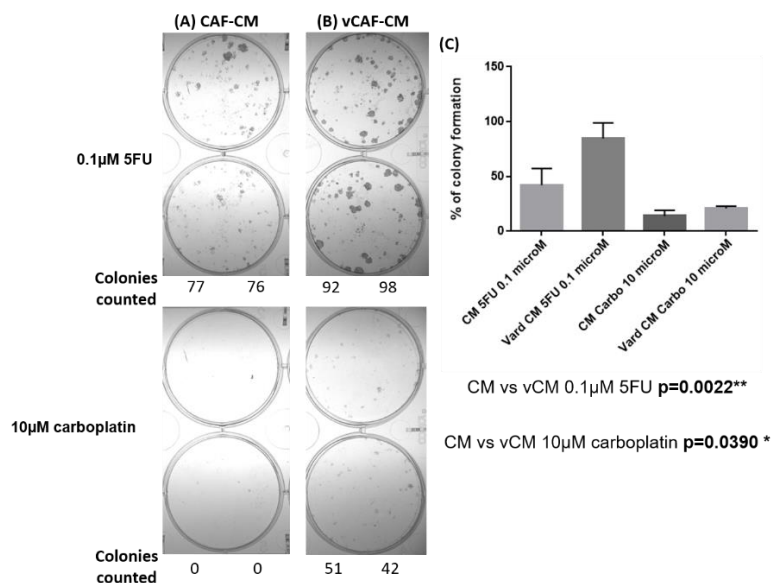 (A) CAF-CM
(B) vCAF-CM
0.1µM 5FU
Colonies
counted
77 76
92 98
10µM carboplatin
Colonies
counted
0 0
51 42
(C)
% of colony formation
150
100
50
0
CM 5FU 0.1 microM
Vard CM 5FU 0.1 microM
CM Carbo 10 microM
Vard CM Carbo 10 microM
CM vs vCM 0.1µM 5FU p=0.0022**
CM vs vCM 10µM carboplatin p=0.0390 *